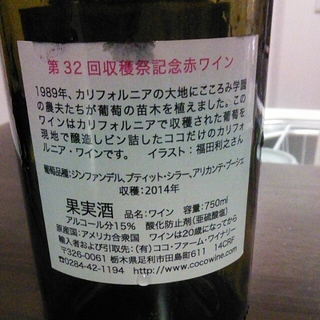 第32回収穫祭記念赤ワイン
1989年、カリフォルニアの大地にこころみ学園
の農夫たちが葡萄の苗木を植えました。この
ワインはカリフォルニアで収穫された葡萄を
現地で醸造しビン詰したココだけのカリフォ
ルニア・ワインです。 イラスト：福田利之さん
葡萄品種：ジンファンデル、プティット・シラー、アリカンテ・ブーシェ
収穫：2014年
果実酒 品名：ワイン 容量：750ml
アルコール分15% 酸化防止剤（亜硫酸塩）
原産国：アメリカ合衆国 ワインは20歳になってから
輸入者および引取先：（有）ココ・ファーム・ワイナリー
〒326-0061 栃木県足利市田島町611 14CRF
☎0284-42-1194 http://www.cocowine.com/